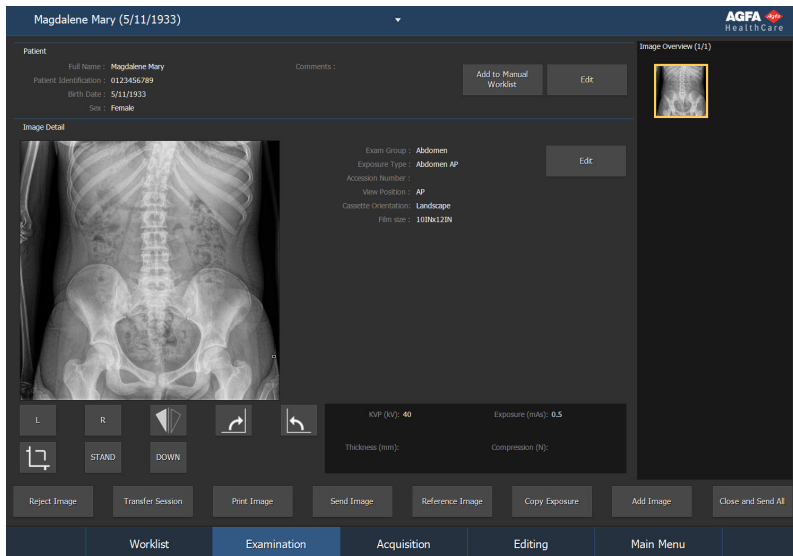 Magdalene Mary (5/11/1933)
AGFA Agfa
HealthCare
Patient
Full Name : Magdalene Mary
Comments :
Patient Identification : 0123456789
Birth Date : 5/11/1933
Sex : Female
Add to Manual
Worklist
Edit
Image Overview (1/1)
Image Detail
Exam Group : Abdomen
Exposure Type : Abdomen AP
Accession Number :
View Position : AP
Cassette Orientation: Landscape
Film size : 10INx12IN
Edit
L
R
STAND
DOWN
KVP (kV): 40
Exposure (mAs): 0.5
Thickness (mm):
Compression (N):
Reject Image
Transfer Session
Print Image
Send Image
Reference Image
Copy Exposure
Add Image
Close and Send All
Worklist
Examination
Acquisition
Editing
Main Menu